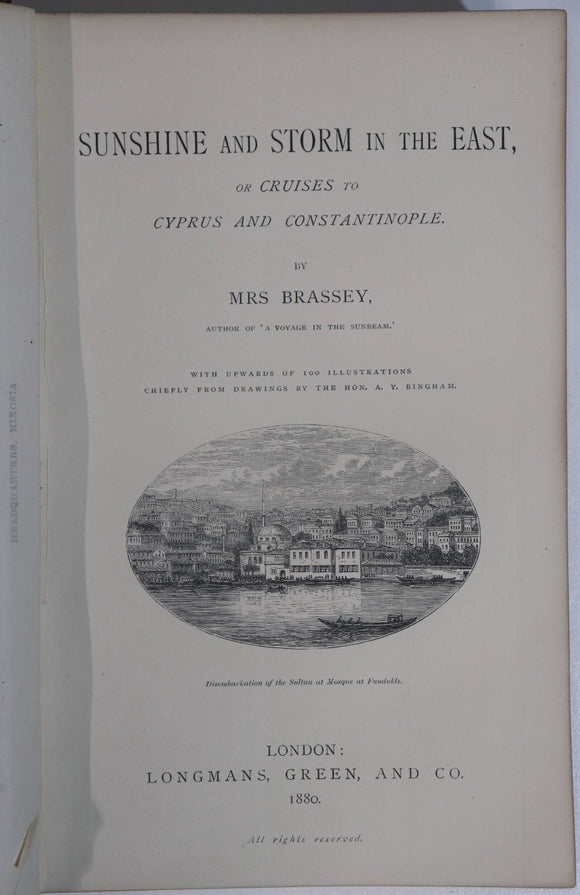 HEADQUARTERS, NIKOSIA
SUNSHINE AND STORM IN THE EAST,
OR CRUISES TO
CYPRUS AND CONSTANTINOPLE.
BY
MRS BRASSEY,
AUTHOR OF 'A VOYAGE IN THE SUNBEAM.'
WITH UPWARDS OF 100 ILLUSTRATIONS
CHIEFLY FROM DRAWINGS BY THE HON. A. Y. BINGHAM.
Disembarkation of the Sultan at Mosque at Fundukli.
LONDON:
LONGMANS, GREEN, AND CO.
1880.
All rights reserved.